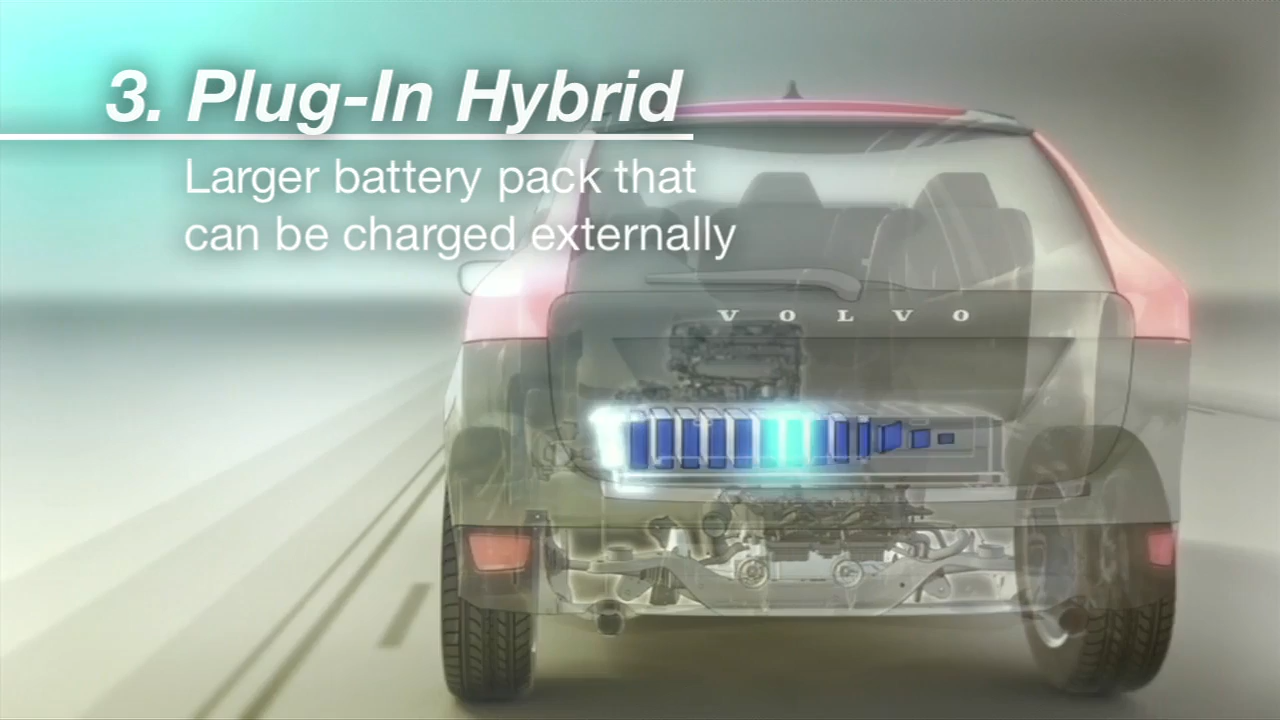 3. Plug-In Hybrid
Larger battery pack that
can be charged externally
VOLVO